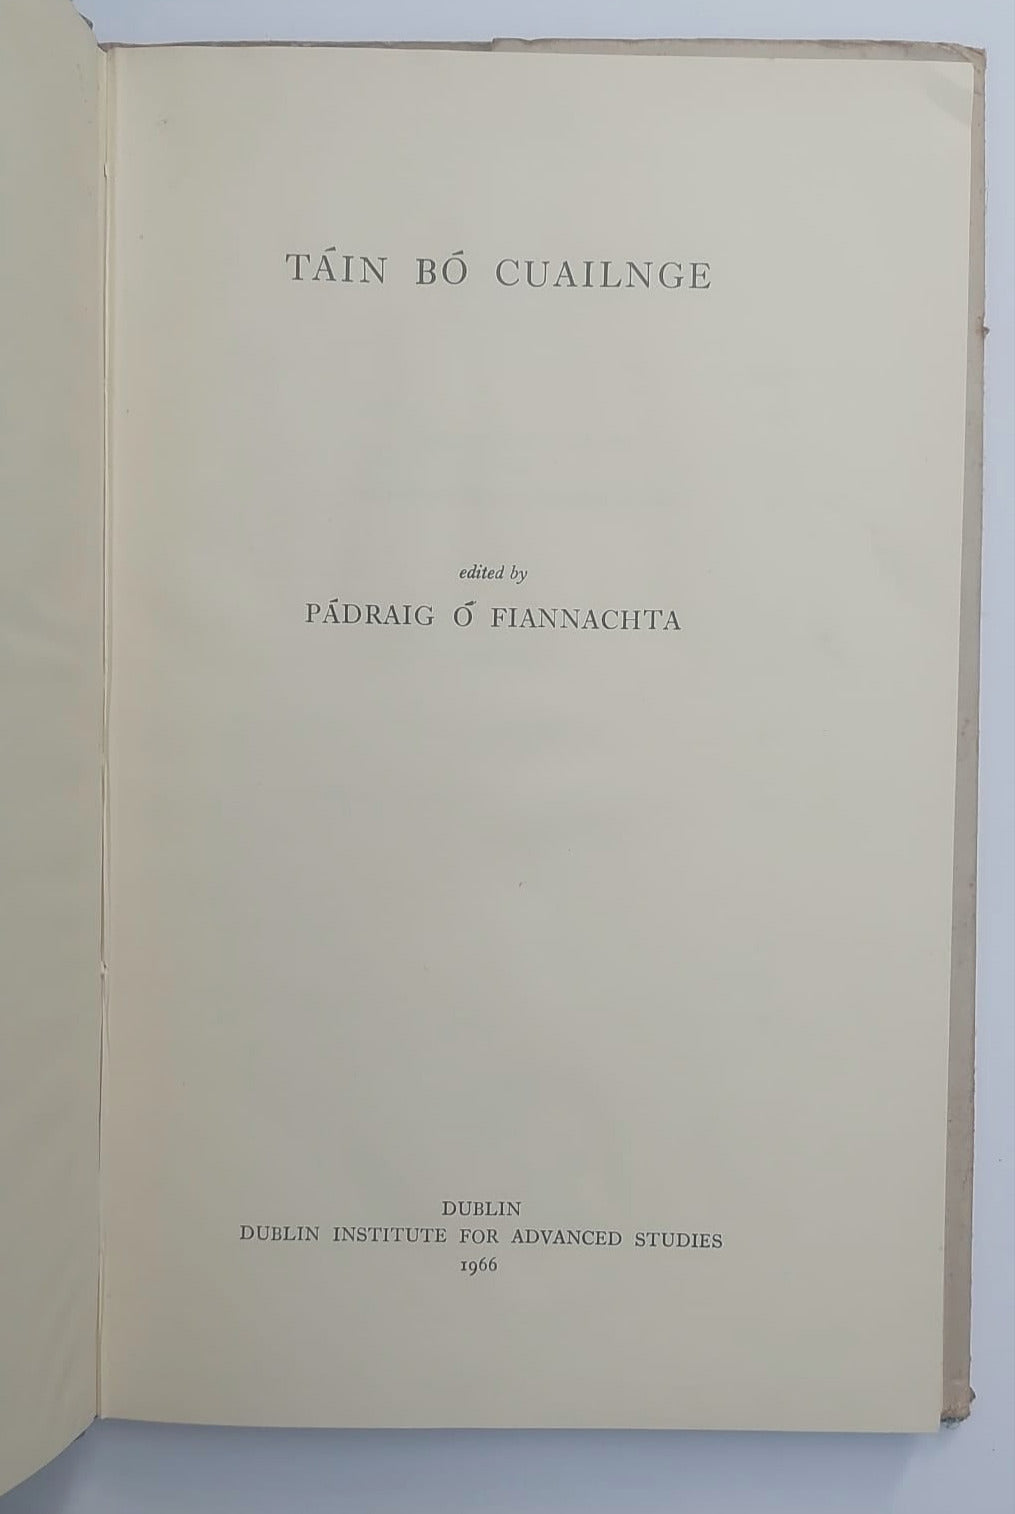 TÁIN BÓ CUAILNGE
edited by
PÁDRAIG Ó FIANNACHTA
DUBLIN
DUBLIN INSTITUTE FOR ADVANCED STUDIES
1966